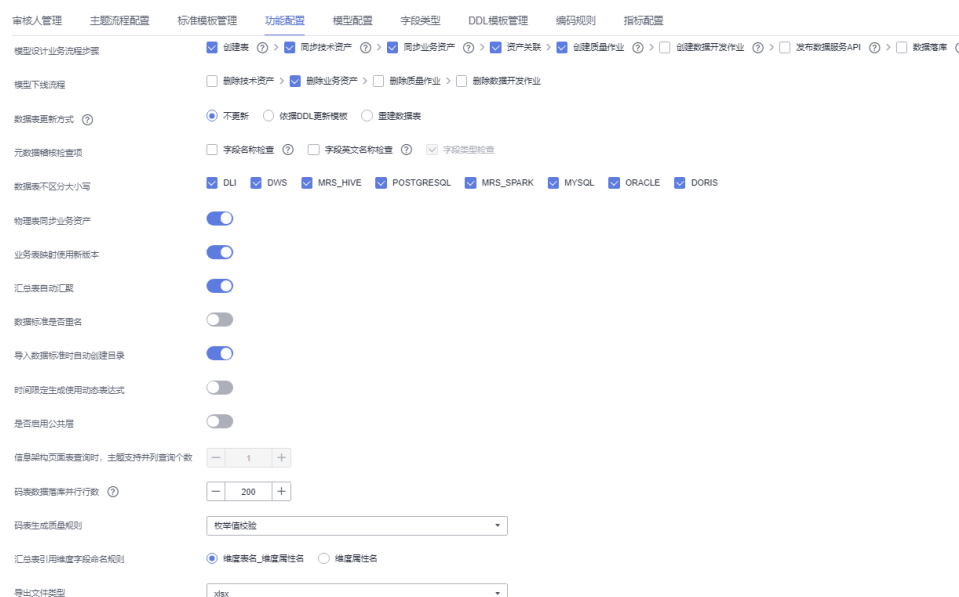 审核人管理 主题流程配置 标准模板管理 功能配置 模型配置 字段类型 DDL模板管理 编码规则 指标配置
模型设计业务流程步骤 创建表 ? > 同步技术资产 ? > 同步业务资产 ? > 资产关联 > 创建质量作业 ? > 创建数据开发作业 ? > 发布数据服务API ? > 数据落库
模型下线流程 删除技术资产 > 删除业务资产 > 删除质量作业 > 删除数据开发作业
数据表更新方式 ? 不更新 依据DDL更新模板 重建数据表
元数据稽核检查项 字段名称检查 ? 字段英文名称检查 ? 字段类型检查
数据表不区分大小写 DLI DWS MRS_HIVE POSTGRESQL MRS_SPARK MYSQL ORACLE DORIS
物理表同步业务资产
业务表映射使用新版本
汇总表自动汇聚
数据标准是否重名
导入数据标准时自动创建目录
时间限定生成使用动态表达式
是否启用公共层
信息架构页面表查询时，主题支持并列查询个数 − 1 +
码表数据落库并行行数 ? − 200 +
码表生成质量规则 枚举值校验
汇总表引用维度字段命名规则 维度表名_维度属性名 维度属性名
导出文件类型 xlsx